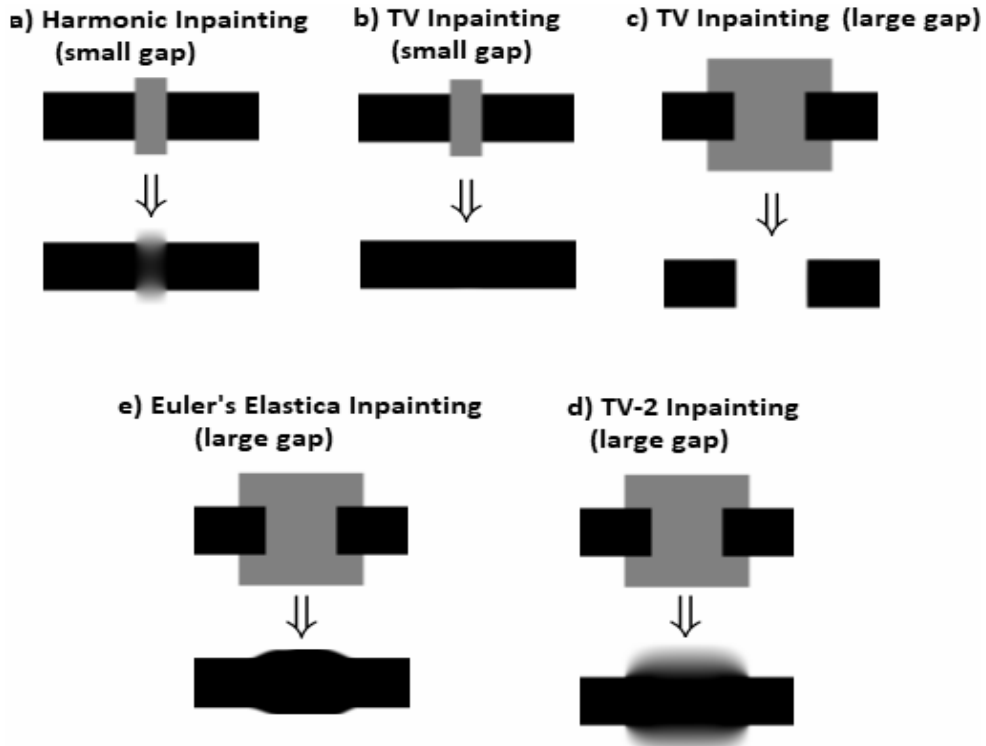 a) Harmonic Inpainting
(small gap)
b) TV Inpainting
(small gap)
c) TV Inpainting (large gap)
e) Euler's Elastica Inpainting
(large gap)
d) TV-2 Inpainting
(large gap)